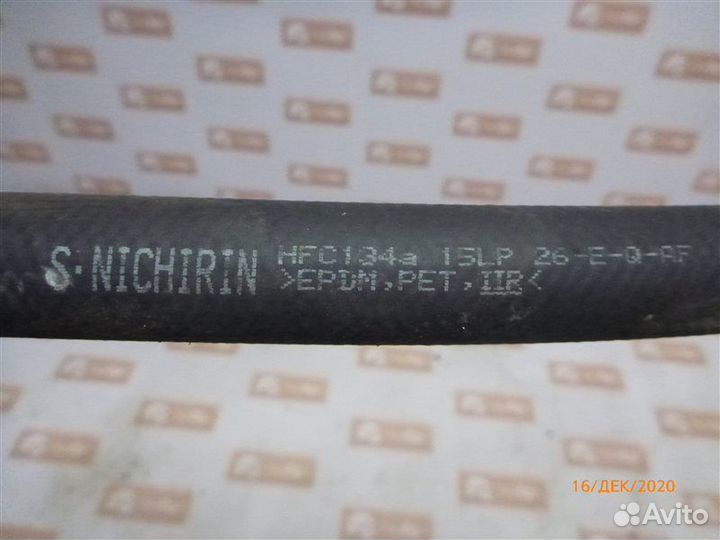 S·NICHIRIN
HFC134a 15LP 26-E-Q-AF
>EPDM,PET,IIR<
16/ДЕК/2020
Avito